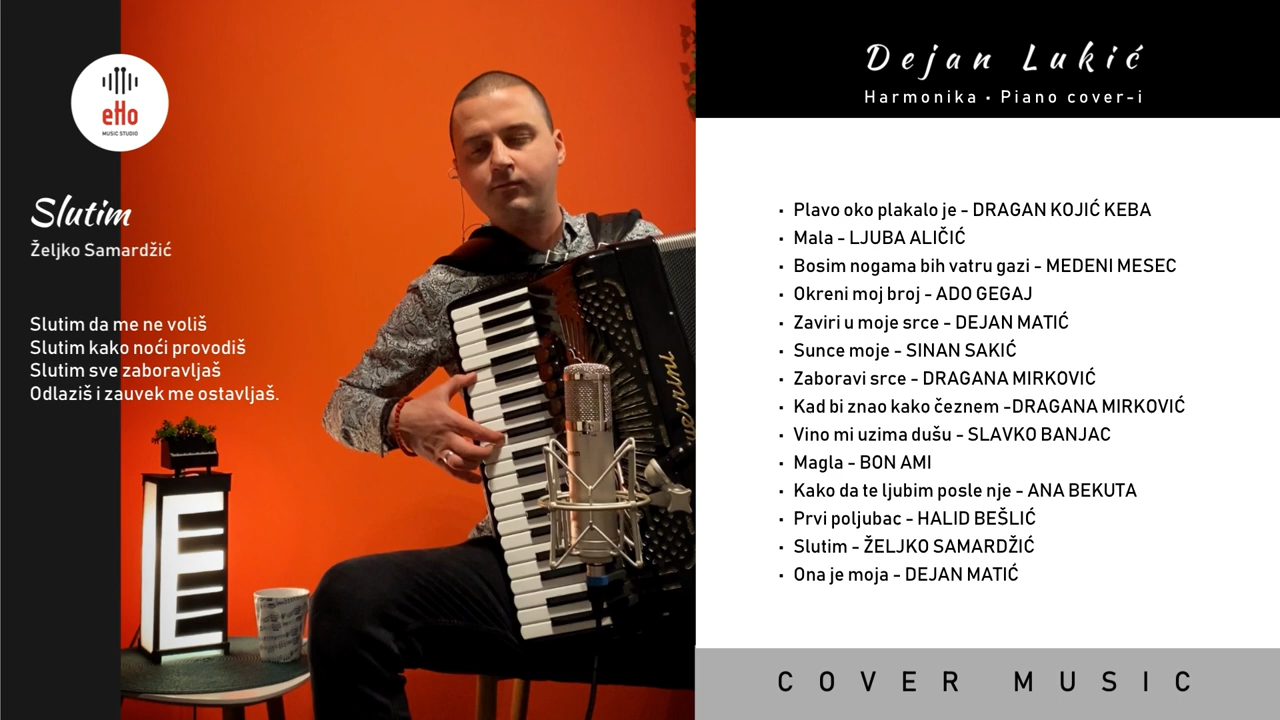 eHo
MUSIC STUDIO
Slutim
Željko Samardžić
Slutim da me ne voliš
Slutim kako noći provodiš
Slutim sve zaboravljaš
Odlaziš i zauvek me ostavljaš.
Dejan Lukić
Harmonika • Piano cover-i
• Plavo oko plakalo je - DRAGAN KOJIĆ KEBA
• Mala - LJUBA ALIČIĆ
• Bosim nogama bih vatru gazi - MEDENI MESEC
• Okreni moj broj - ADO GEGAJ
• Zaviri u moje srce - DEJAN MATIĆ
• Sunce moje - SINAN SAKIĆ
• Zaboravi srce - DRAGANA MIRKOVIĆ
• Kad bi znao kako čeznem -DRAGANA MIRKOVIĆ
• Vino mi uzima dušu - SLAVKO BANJAC
• Magla - BON AMI
• Kako da te ljubim posle nje - ANA BEKUTA
• Prvi poljubac - HALID BEŠLIĆ
• Slutim - ŽELJKO SAMARDŽIĆ
• Ona je moja - DEJAN MATIĆ
COVER MUSIC